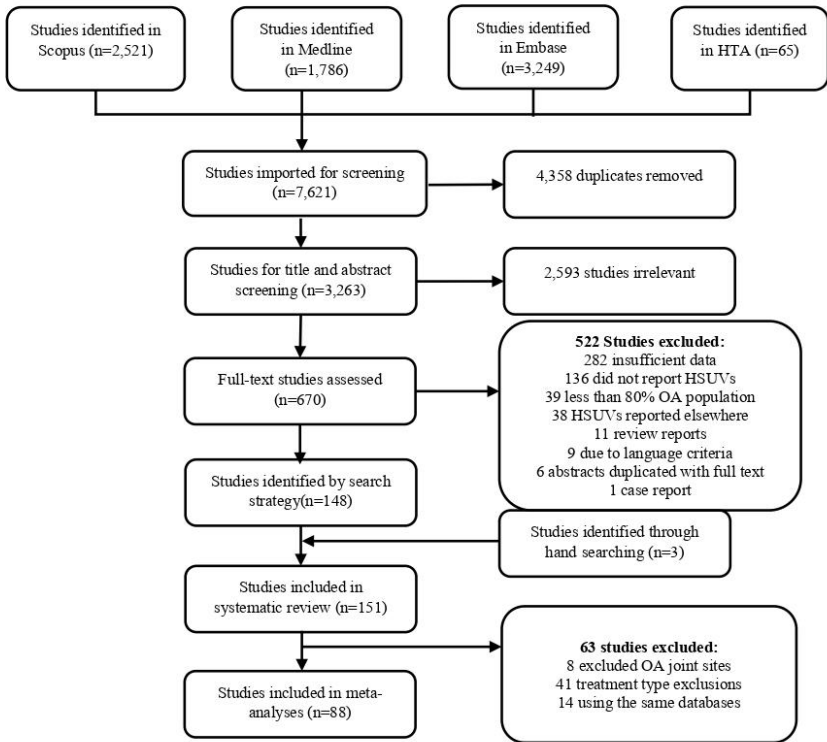 Studies identified in
Scopus (n=2,521)
Studies identified
in Medline
(n=1,786)
Studies identified
in Embase
(n=3,249)
Studies identified
in HTA (n=65)
Studies imported for screening
(n=7,621)
4,358 duplicates removed
Studies for title and abstract
screening (n=3,263)
2,593 studies irrelevant
Full-text studies assessed
(n=670)
522 Studies excluded:
282 insufficient data
136 did not report HSUVs
39 less than 80% OA population
38 HSUVs reported elsewhere
11 review reports
9 due to language criteria
6 abstracts duplicated with full text
1 case report
Studies identified by search
strategy(n=148)
Studies identified through
hand searching (n=3)
Studies included in
systematic review (n=151)
63 studies excluded:
8 excluded OA joint sites
41 treatment type exclusions
14 using the same databases
Studies included in meta-
analyses (n=88)